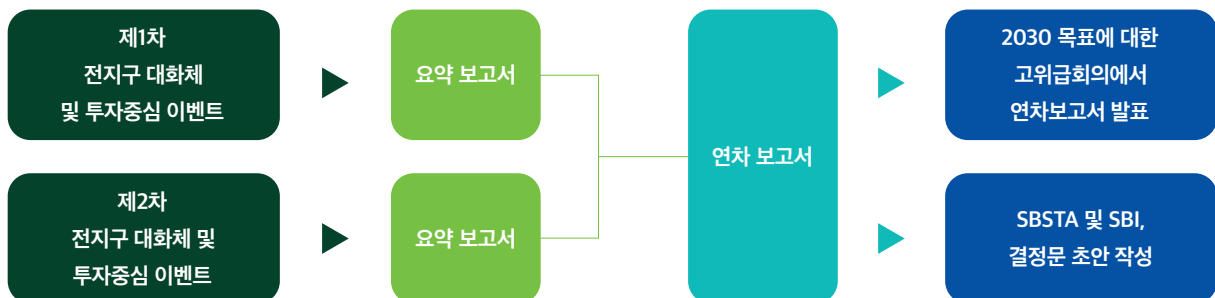 제1차
전지구 대화체
및 투자중심 이벤트
요약 보고서
제2차
전지구 대화체 및
투자중심 이벤트
요약 보고서
연차 보고서
2030 목표에 대한
고위급회의에서
연차보고서 발표
SBSTA 및 SBI,
결정문 초안 작성